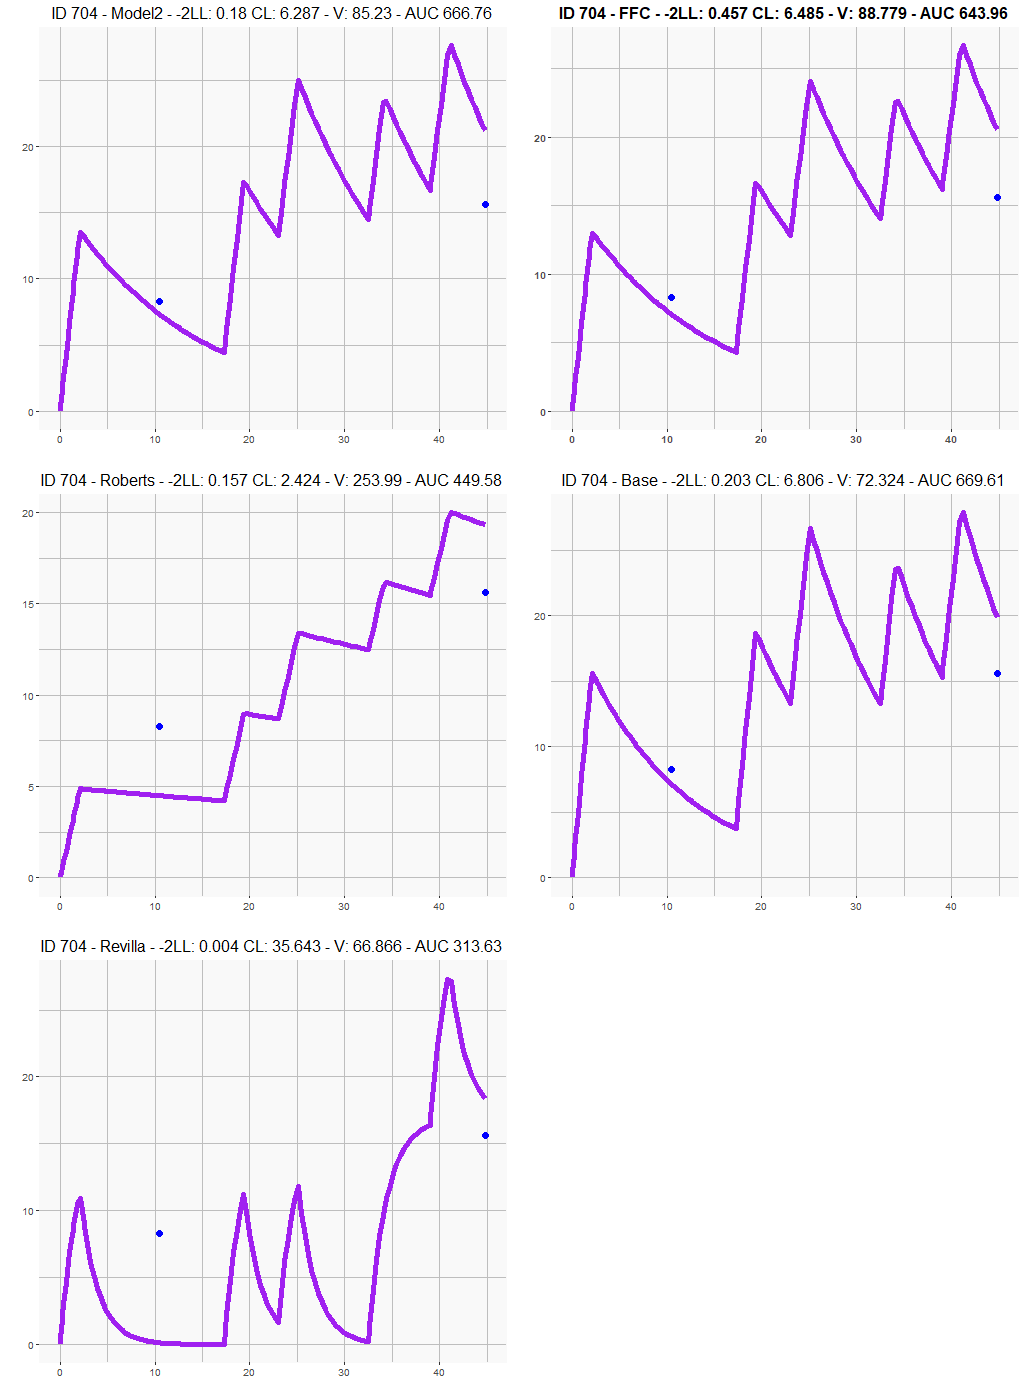 ID 704 - Model2 - -2LL: 0.18 CL: 6.287 - V: 85.23 - AUC 666.76
20
10
0
0 10 20 30 40
ID 704 - FFC - -2LL: 0.457 CL: 6.485 - V: 88.779 - AUC 643.96
20
10
0
0 10 20 30 40
ID 704 - Roberts - -2LL: 0.157 CL: 2.424 - V: 253.99 - AUC 449.58
20
15
10
5
0
0 10 20 30 40
ID 704 - Base - -2LL: 0.203 CL: 6.806 - V: 72.324 - AUC 669.61
20
10
0
0 10 20 30 40
ID 704 - Revilla - -2LL: 0.004 CL: 35.643 - V: 66.866 - AUC 313.63
20
10
0
0 10 20 30 40